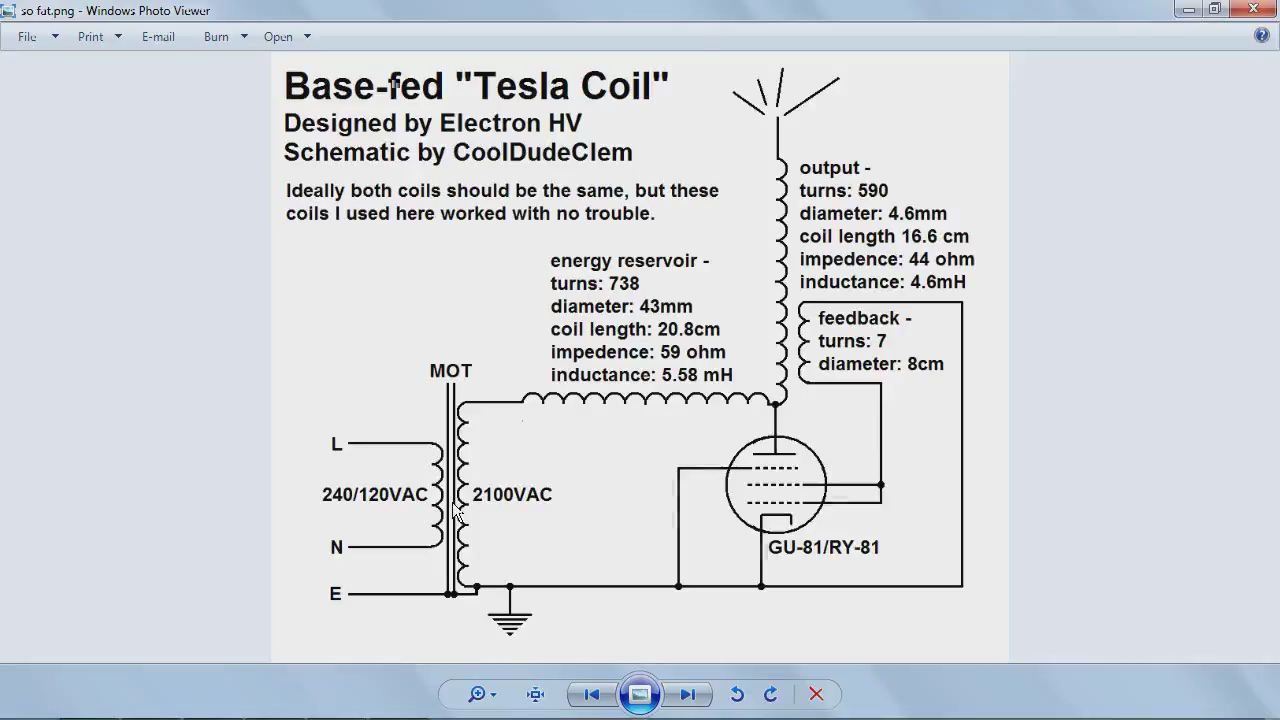 so fat.png - Windows Photo Viewer
File Print E-mail Burn Open
Base-fed "Tesla Coil"
Designed by Electron HV
Schematic by CoolDudeClem
Ideally both coils should be the same, but these
coils I used here worked with no trouble.
output -
turns: 590
diameter: 4.6mm
coil length 16.6 cm
impedence: 44 ohm
inductance: 4.6mH
energy reservoir -
turns: 738
diameter: 43mm
coil length: 20.8cm
impedence: 59 ohm
inductance: 5.58 mH
feedback -
turns: 7
diameter: 8cm
MOT
L
240/120VAC
2100VAC
N
GU-81/RY-81
E